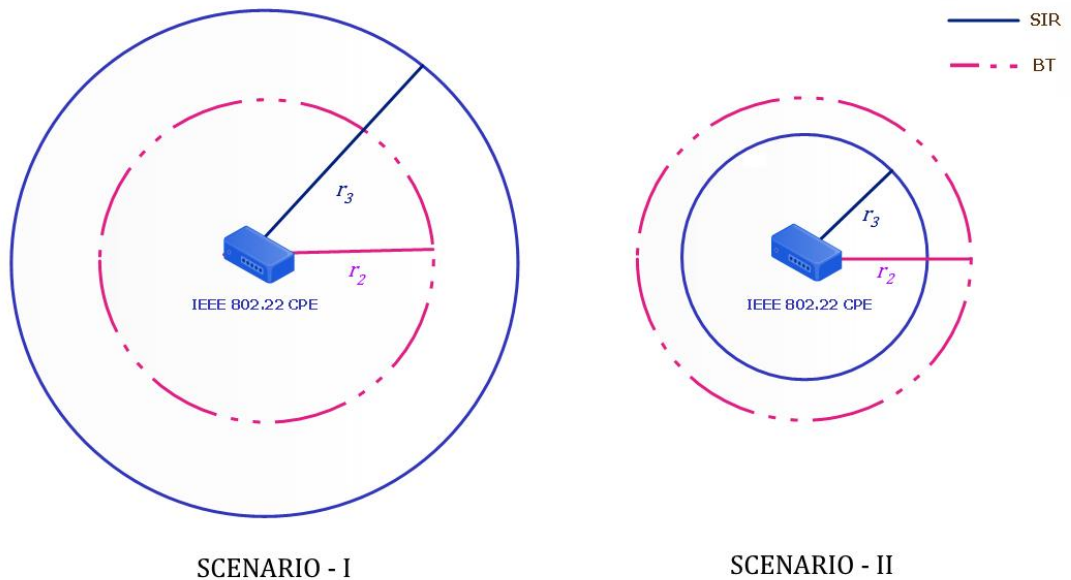 SIR
BT
r3
r2
IEEE 802.22 CPE
r3
r2
IEEE 802.22 CPE
SCENARIO - I
SCENARIO - II